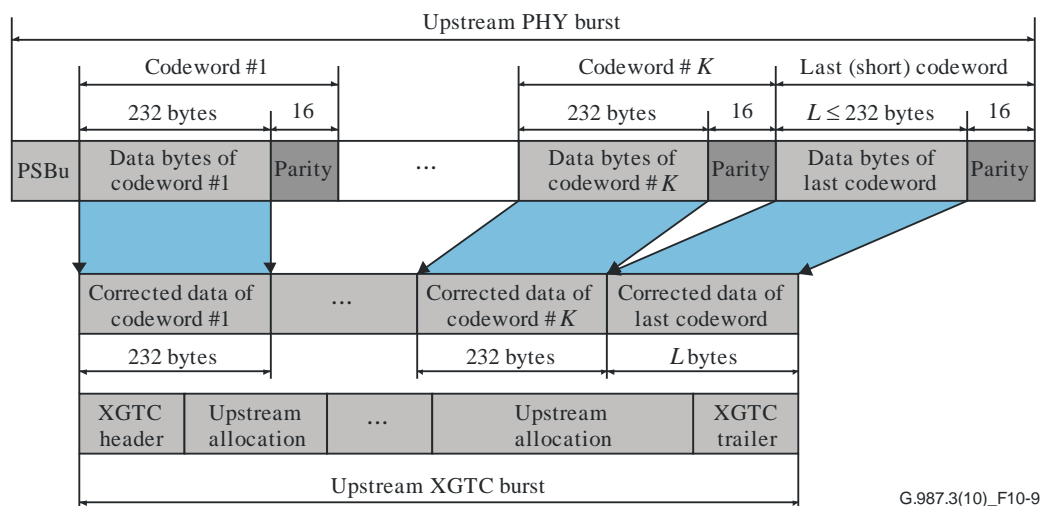 Upstream PHY burst
Codeword #1
Codeword # K
Last (short) codeword
232 bytes
16
232 bytes
16
L ≤ 232 bytes
16
PSBu
Data bytes of
codeword #1
Parity
...
Data bytes of
codeword # K
Parity
Data bytes of
last codeword
Parity
Corrected data of
codeword #1
...
Corrected data of
codeword # K
Corrected data of
last codeword
232 bytes
232 bytes
L bytes
XGTC
header
Upstream
allocation
...
Upstream
allocation
XGTC
trailer
Upstream XGTC burst
G.987.3(10)_F10-9